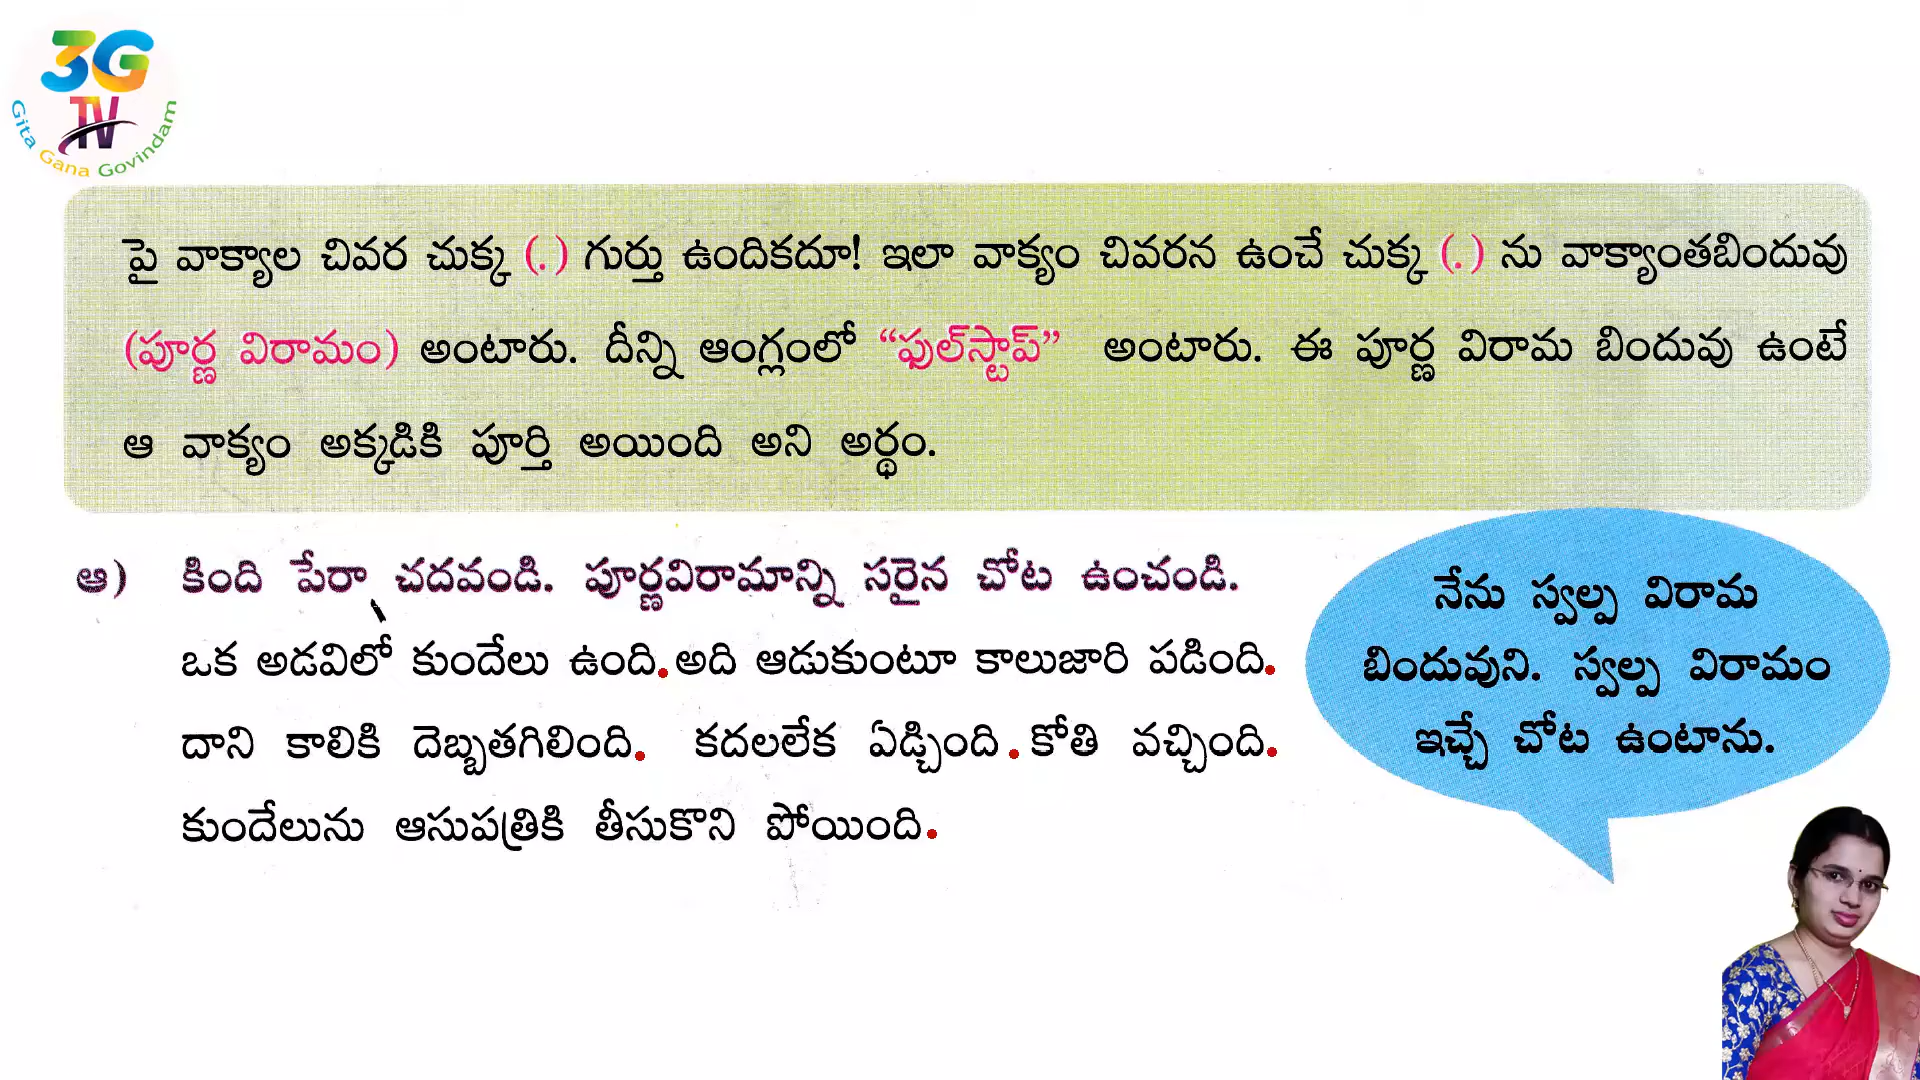 3G
TV
Gita Gana Govindam
పై వాక్యాల చివర చుక్క (.) గుర్తు ఉందికదూ! ఇలా వాక్యం చివరన ఉంచే చుక్క (.) ను వాక్యాంతబిందువు
(పూర్ణ విరామం) అంటారు. దీన్ని ఆంగ్లంలో “ఫుల్‌స్టాప్” అంటారు. ఈ పూర్ణ విరామ బిందువు ఉంటే
ఆ వాక్యం అక్కడికి పూర్తి అయింది అని అర్థం.
ఆ) కింది పేరా చదవండి. పూర్ణవిరామాన్ని సరైన చోట ఉంచండి.
ఒక అడవిలో కుందేలు ఉంది. అది ఆడుకుంటూ కాలుజారి పడింది.
దాని కాలికి దెబ్బతగిలింది. కదలలేక ఏడ్చింది. కోతి వచ్చింది.
కుందేలును ఆసుపత్రికి తీసుకొని పోయింది.
నేను స్వల్ప విరామ
బిందువుని. స్వల్ప విరామం
ఇచ్చే చోట ఉంటాను.